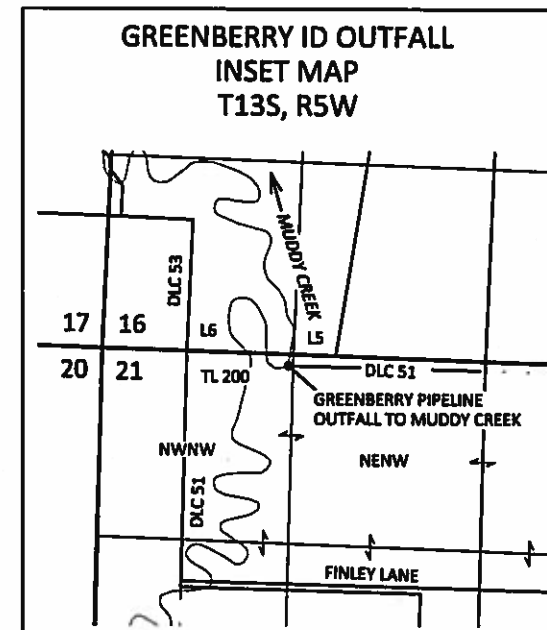 GREENBERRY ID OUTFALL
INSET MAP
T13S, R5W
MUDDY CREEK
DLC 53
17 16
L6
L5
20 21
TL 200
DLC 51
GREENBERRY PIPELINE
OUTFALL TO MUDDY CREEK
NWNW
NENW
DLC 51
FINLEY LANE